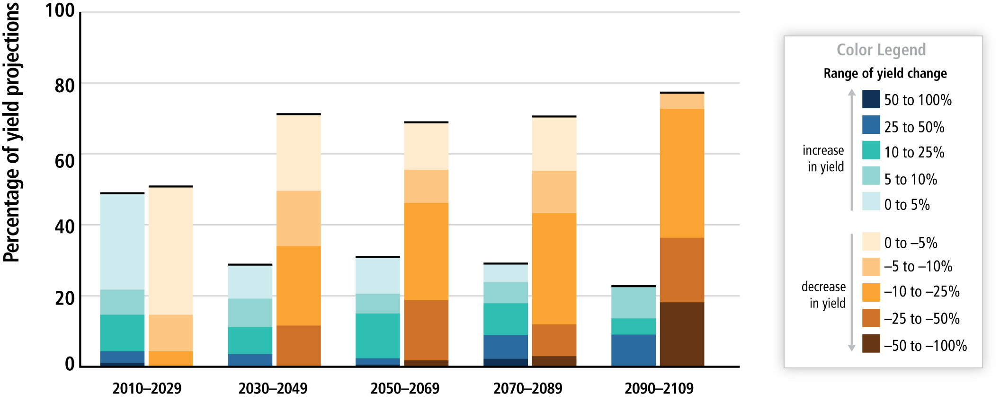 Percentage of yield projections
100
80
60
40
20
0
2010–2029
2030–2049
2050–2069
2070–2089
2090–2109
Color Legend
Range of yield change
increase
in yield
50 to 100%
25 to 50%
10 to 25%
5 to 10%
0 to 5%
decrease
in yield
0 to –5%
–5 to –10%
–10 to –25%
–25 to –50%
–50 to –100%